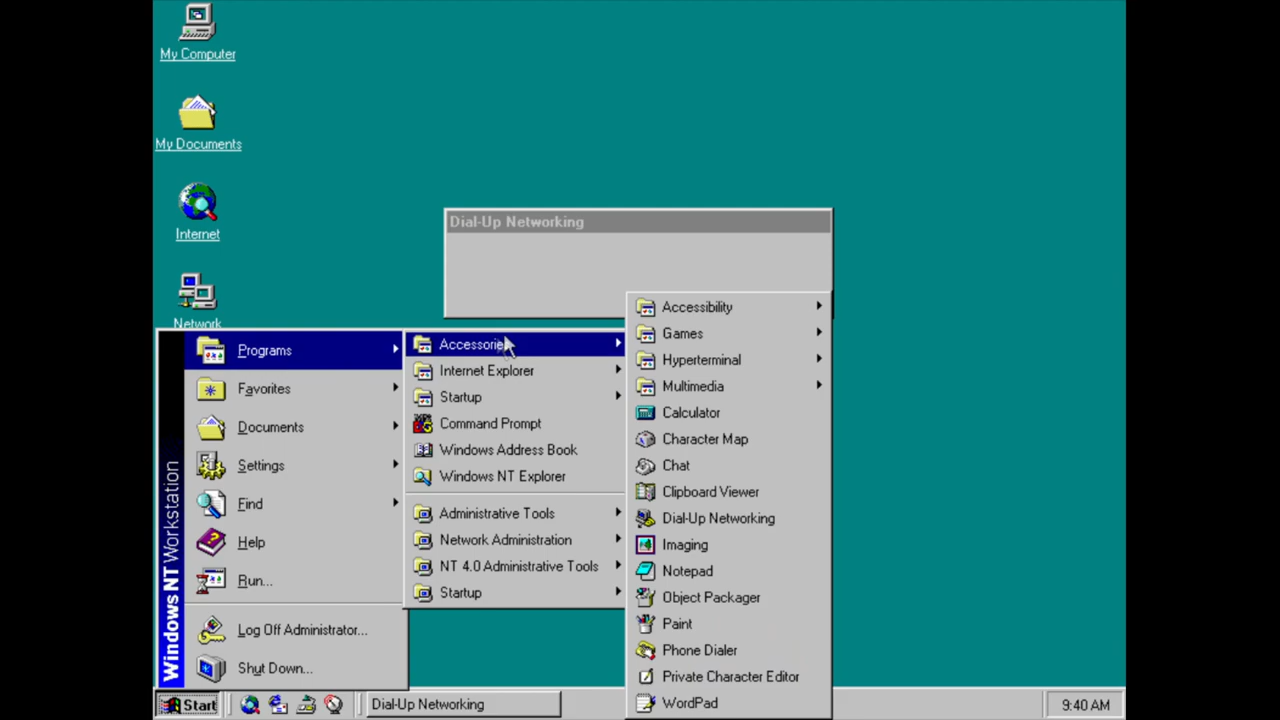 My Computer
My Documents
Internet
Network
Dial-Up Networking
Windows NT Workstation
Programs
Favorites
Documents
Settings
Find
Help
Run...
Log Off Administrator...
Shut Down...
Accessories
Internet Explorer
Startup
Command Prompt
Windows Address Book
Windows NT Explorer
Administrative Tools
Network Administration
NT 4.0 Administrative Tools
Startup
Accessibility
Games
Hyperterminal
Multimedia
Calculator
Character Map
Chat
Clipboard Viewer
Dial-Up Networking
Imaging
Notepad
Object Packager
Paint
Phone Dialer
Private Character Editor
WordPad
Start
Dial-Up Networking
9:40 AM